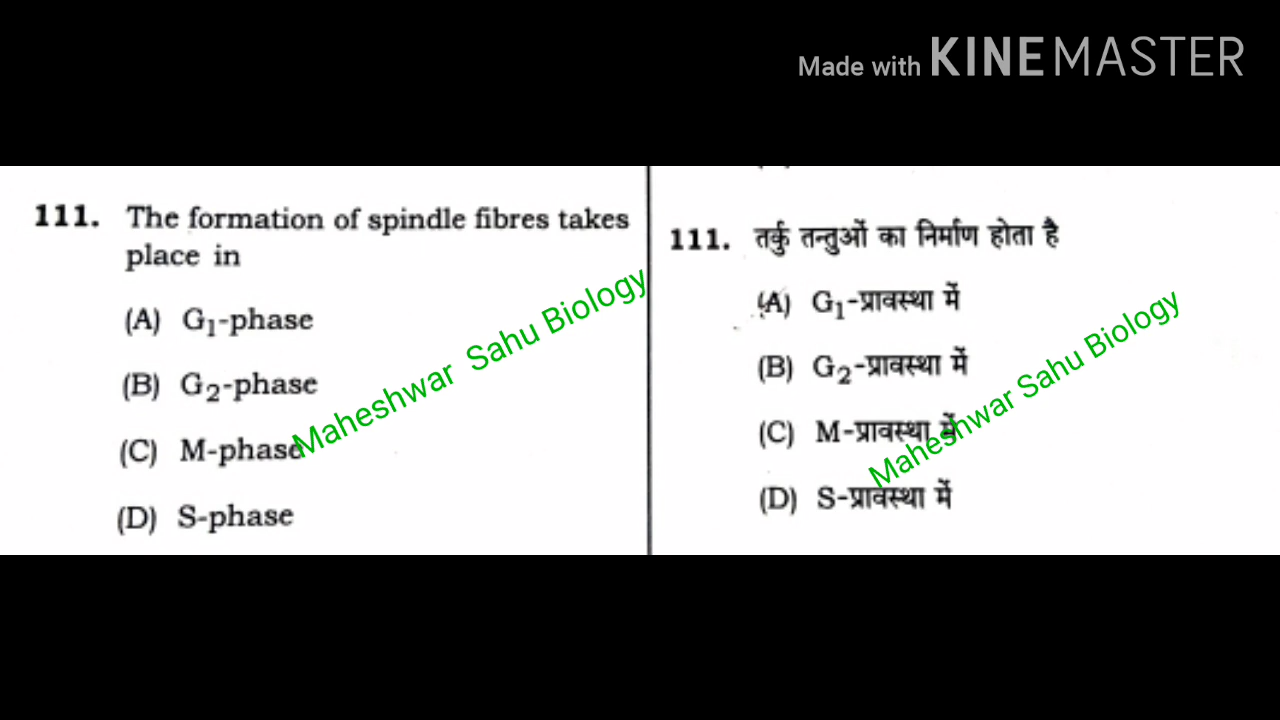 Made with KINEMASTER
111. The formation of spindle fibres takes
place in
(A) G₁-phase
(B) G₂-phase
(C) M-phase
(D) S-phase
Maheshwar Sahu Biology
111. तर्कु तन्तुओं का निर्माण होता है
(A) G₁-प्रावस्था में
(B) G₂-प्रावस्था में
(C) M-प्रावस्था में
(D) S-प्रावस्था में
Maheshwar Sahu Biology